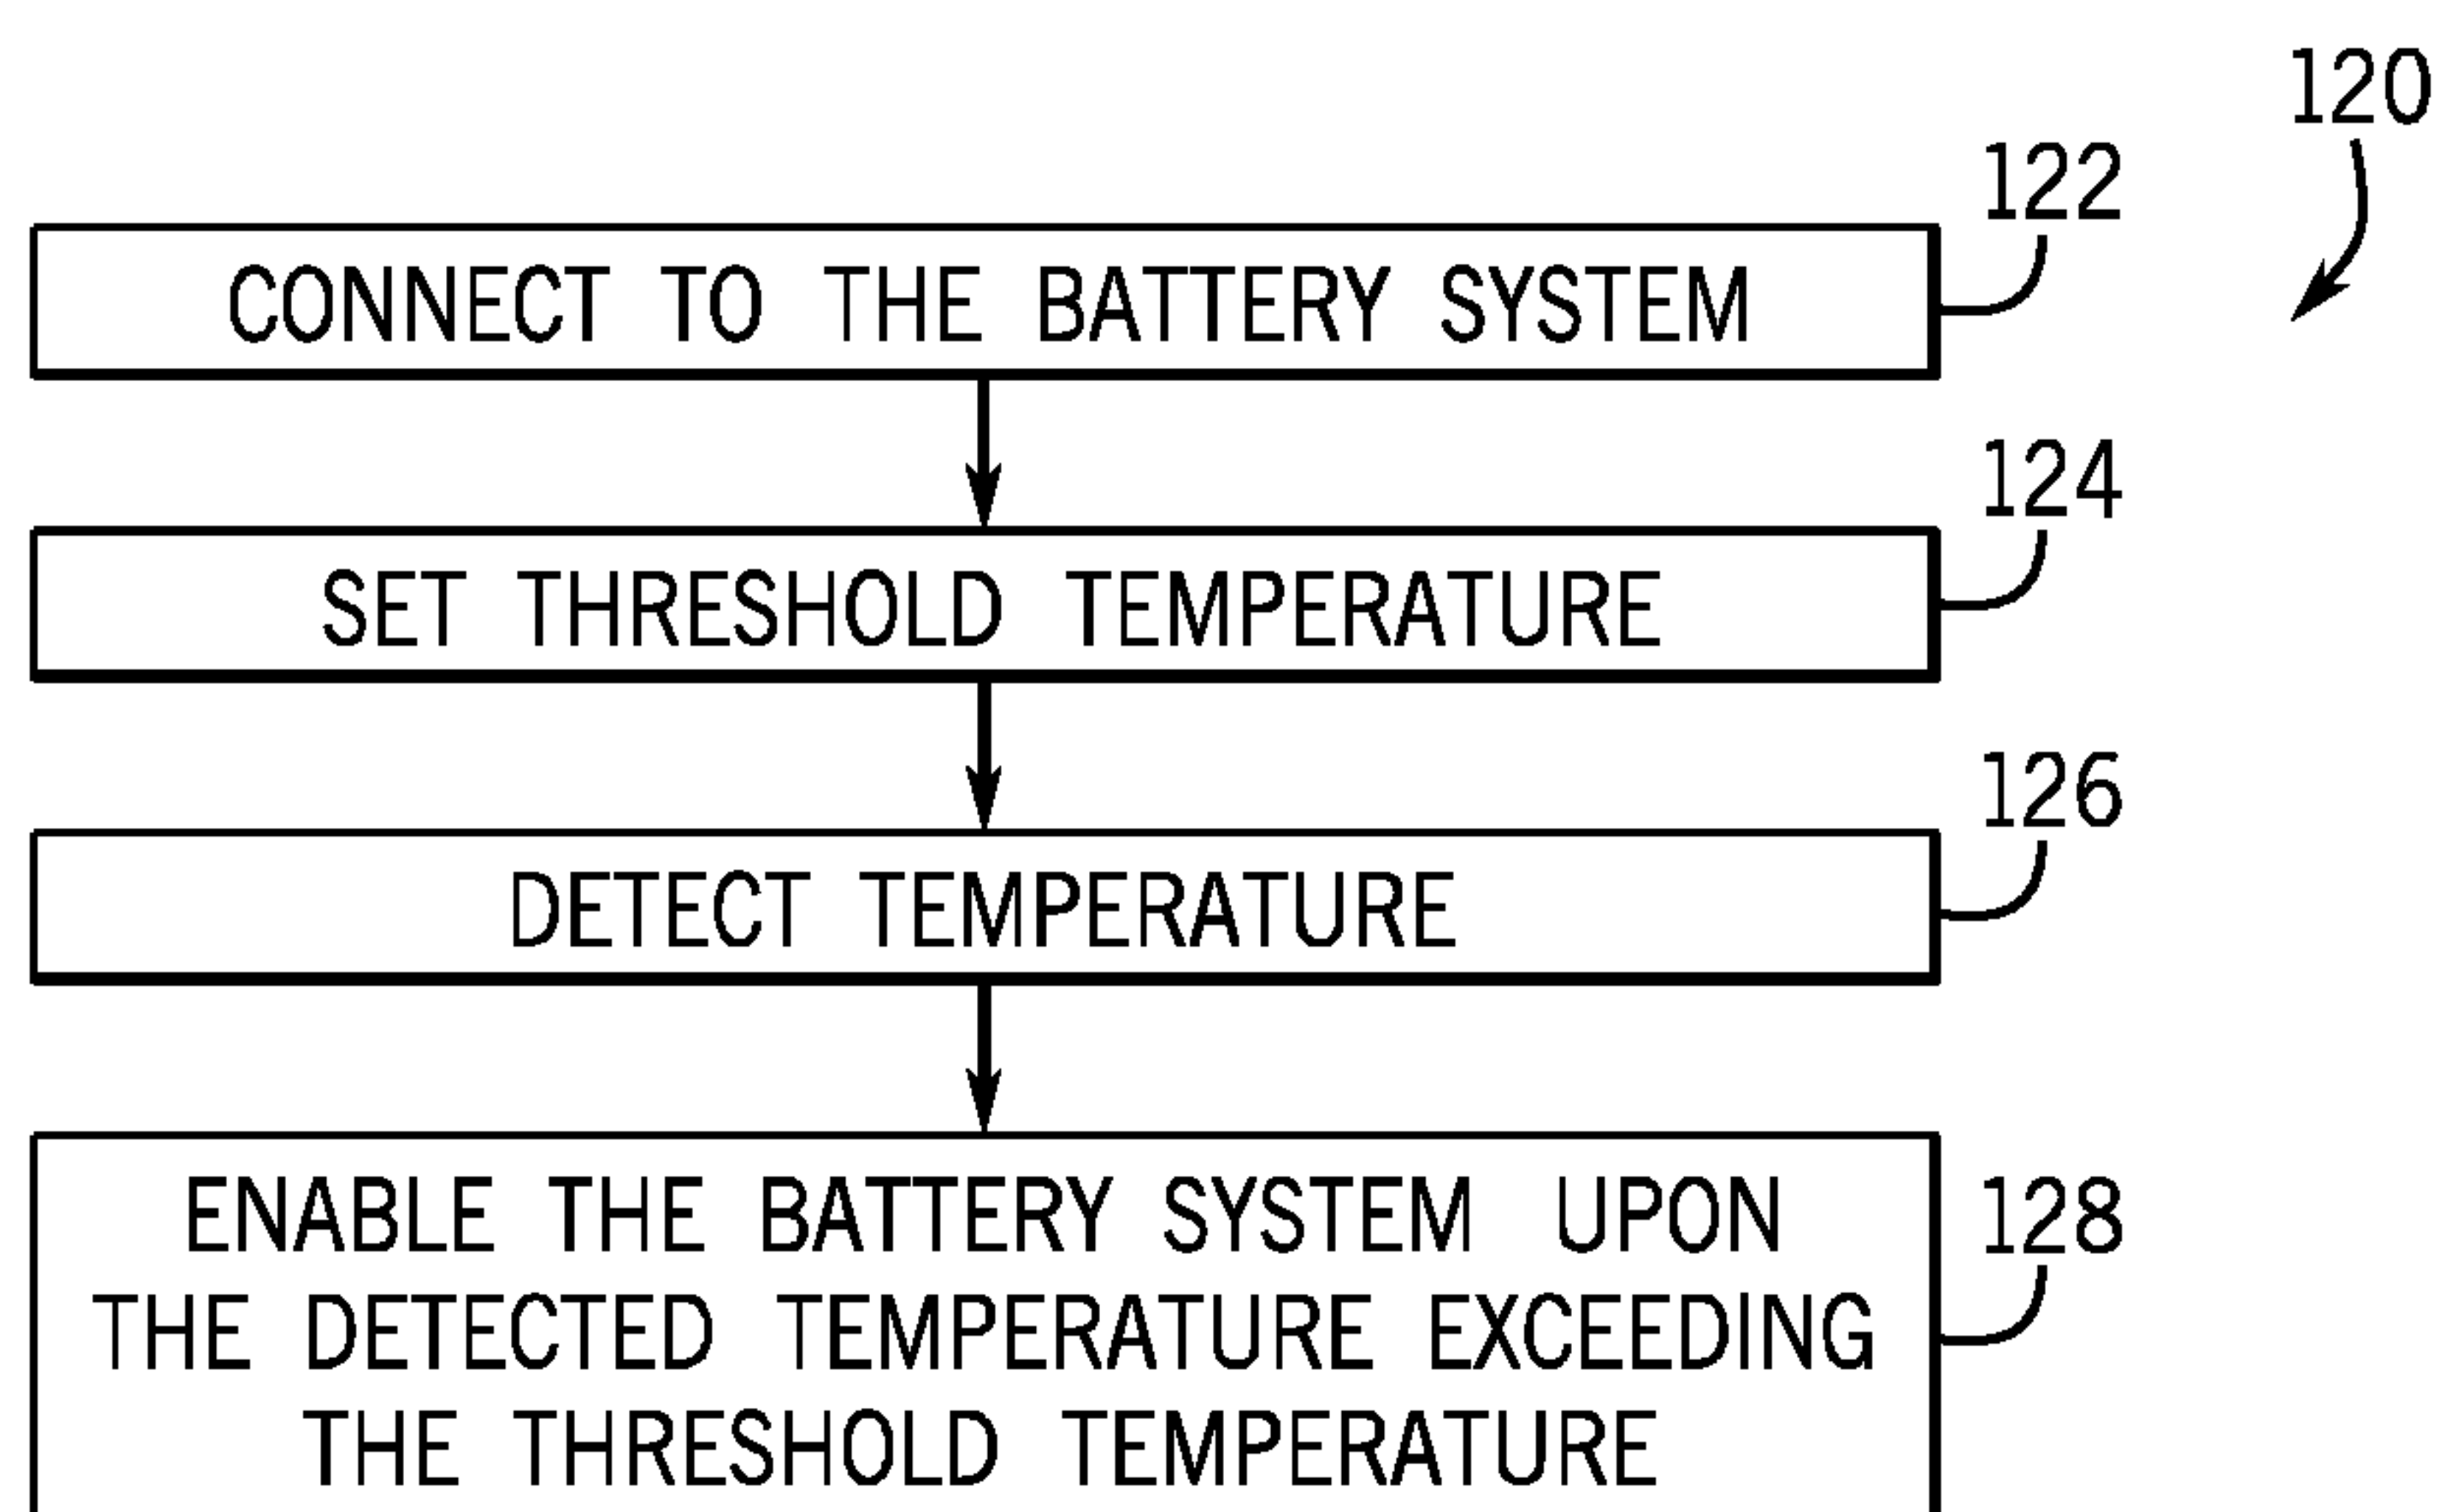 120
122
CONNECT TO THE BATTERY SYSTEM
124
SET THRESHOLD TEMPERATURE
126
DETECT TEMPERATURE
128
ENABLE THE BATTERY SYSTEM UPON
THE DETECTED TEMPERATURE EXCEEDING
THE THRESHOLD TEMPERATURE